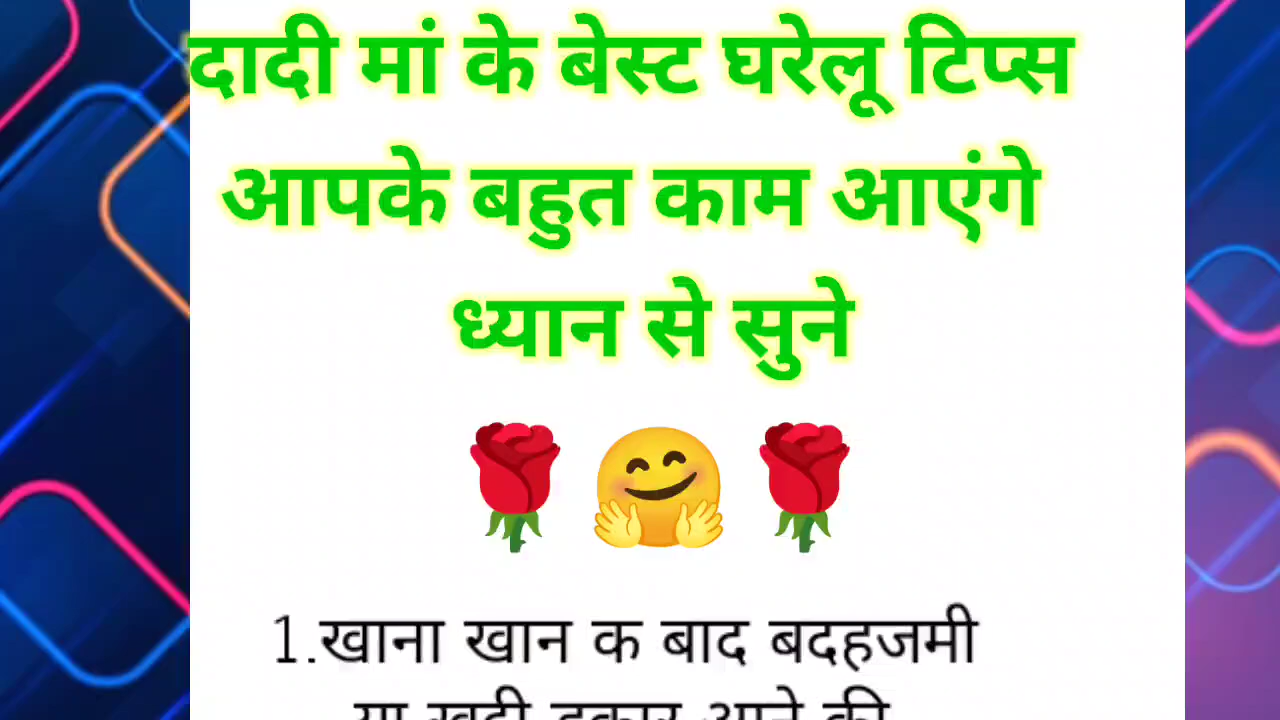 दादी मां के बेस्ट घरेलू टिप्स
आपके बहुत काम आएंगे
ध्यान से सुने
1.खाना खान क बाद बदहजमी